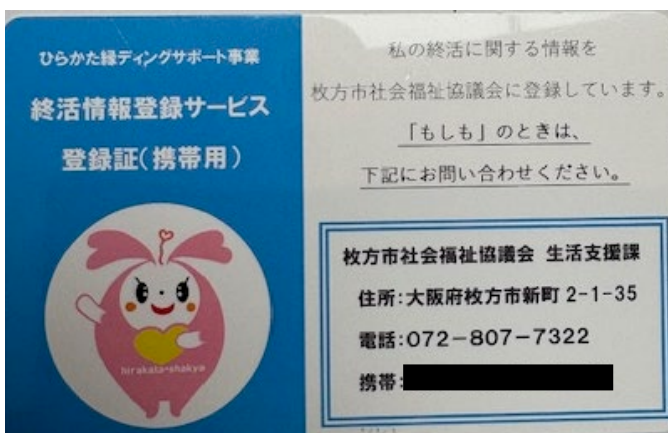 ひらかた縁ディングサポート事業
終活情報登録サービス
登録証(携帯用)
hirakata・shakyo
私の終活に関する情報を
枚方市社会福祉協議会に登録しています。
「もしも」のときは、
下記にお問い合わせください。
枚方市社会福祉協議会 生活支援課
住所:大阪府枚方市新町 2-1-35
電話:072-807-7322
携帯: